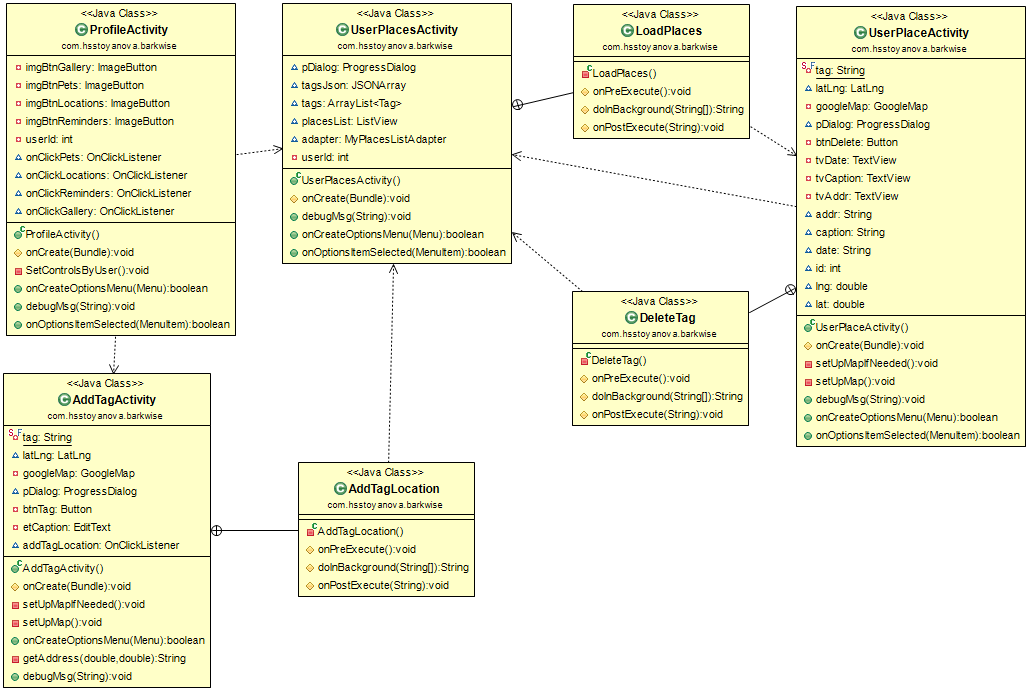 <<Java Class>>
ProfileActivity
com.hsstoyanova.barkwise
imgBtnGallery: ImageButton
imgBtnPets: ImageButton
imgBtnLocations: ImageButton
imgBtnReminders: ImageButton
userId: int
onClickPets: OnClickListener
onClickLocations: OnClickListener
onClickReminders: OnClickListener
onClickGallery: OnClickListener
ProfileActivity()
onCreate(Bundle):void
SetControlsByUser():void
onCreateOptionsMenu(Menu):boolean
debugMsg(String):void
onOptionsItemSelected(MenuItem):boolean
<<Java Class>>
UserPlacesActivity
com.hsstoyanova.barkwise
pDialog: ProgressDialog
tagsJson: JSONArray
tags: ArrayList<Tag>
placesList: ListView
adapter: MyPlacesListAdapter
userId: int
UserPlacesActivity()
onCreate(Bundle):void
debugMsg(String):void
onCreateOptionsMenu(Menu):boolean
onOptionsItemSelected(MenuItem):boolean
<<Java Class>>
LoadPlaces
com.hsstoyanova.barkwise
LoadPlaces()
onPreExecute():void
doInBackground(String[]):String
onPostExecute(String):void
<<Java Class>>
UserPlaceActivity
com.hsstoyanova.barkwise
tag: String
latLng: LatLng
googleMap: GoogleMap
pDialog: ProgressDialog
btnDelete: Button
tvDate: TextView
tvCaption: TextView
tvAddr: TextView
addr: String
caption: String
date: String
id: int
lng: double
lat: double
UserPlaceActivity()
onCreate(Bundle):void
setUpMapIfNeeded():void
setUpMap():void
debugMsg(String):void
onCreateOptionsMenu(Menu):boolean
onOptionsItemSelected(MenuItem):boolean
<<Java Class>>
DeleteTag
com.hsstoyanova.barkwise
DeleteTag()
onPreExecute():void
doInBackground(String[]):String
onPostExecute(String):void
<<Java Class>>
AddTagActivity
com.hsstoyanova.barkwise
tag: String
latLng: LatLng
googleMap: GoogleMap
pDialog: ProgressDialog
btnTag: Button
etCaption: EditText
addTagLocation: OnClickListener
AddTagActivity()
onCreate(Bundle):void
setUpMapIfNeeded():void
setUpMap():void
onCreateOptionsMenu(Menu):boolean
getAddress(double,double):String
debugMsg(String):void
<<Java Class>>
AddTagLocation
com.hsstoyanova.barkwise
AddTagLocation()
onPreExecute():void
doInBackground(String[]):String
onPostExecute(String):void